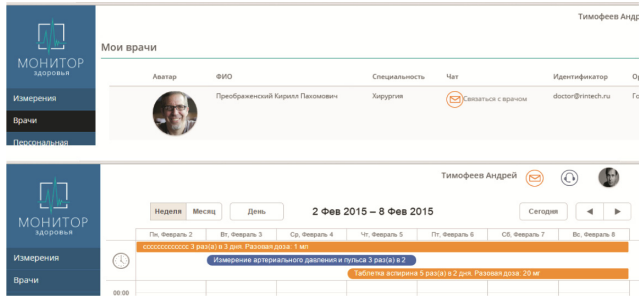 Тимофеев Андр
МОНИТОР
здоровья
Мои врачи
Аватар ФИО Специальность Чат Идентификатор Ор
Измерения
Преображенский Кирилл Пахомович Хирургия Связаться с врачом doctor@rintech.ru Го
Врачи
Персональная
Тимофеев Андрей
МОНИТОР
здоровья
Неделя Месяц День 2 Фев 2015 – 8 Фев 2015 Сегодня
Пн, Февраль 2 Вт, Февраль 3 Ср, Февраль 4 Чт, Февраль 5 Пт, Февраль 6 Сб, Февраль 7 Вс, Февраль 8
3 раз(а) в 3 дня. Разовая доза: 1 мл
Измерения
Измерение артериального давления и пульса 3 раз(а) в 2
Таблетка аспирина 5 раз(а) в 2 дня. Разовая доза: 20 мг
Врачи
00:00